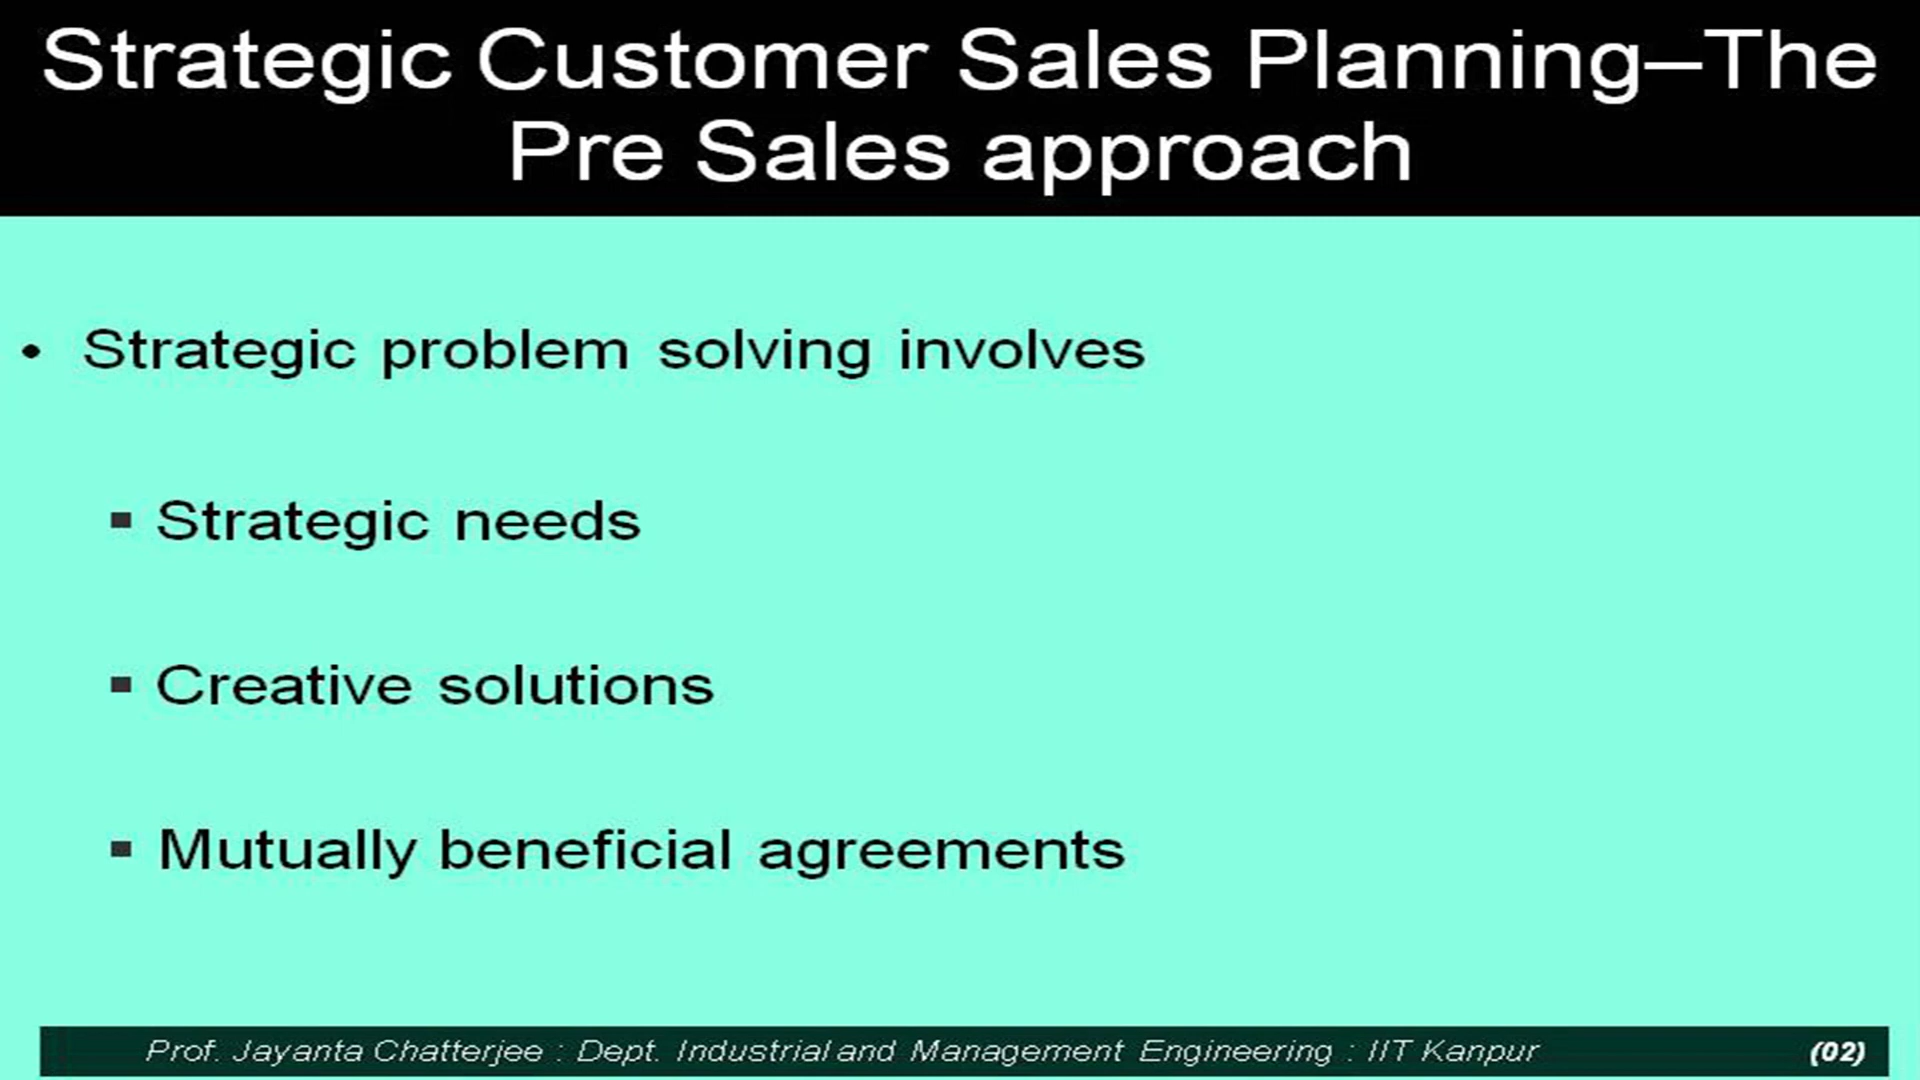 Strategic Customer Sales Planning–The
Pre Sales approach
• Strategic problem solving involves
▪ Strategic needs
▪ Creative solutions
▪ Mutually beneficial agreements
Prof. Jayanta Chatterjee : Dept. Industrial and Management Engineering : IIT Kanpur (02)